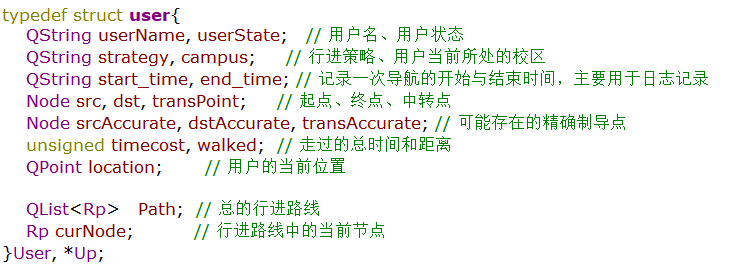 typedef struct user{
QString userName, userState;  // 用户名、用户状态
QString strategy, campus;     // 行进策略、用户当前所处的校区
QString start_time, end_time; // 记录一次导航的开始与结束时间，主要用于日志记录
Node src, dst, transPoint;    // 起点、终点、中转点
Node srcAccurate, dstAccurate, transAccurate; // 可能存在的精确制导点
unsigned timecost, walked;  // 走过的总时间和距离
QPoint location;      // 用户的当前位置
QList<Rp>  Path;  // 总的行进路线
Rp curNode;        // 行进路线中的当前节点
}User, *Up;